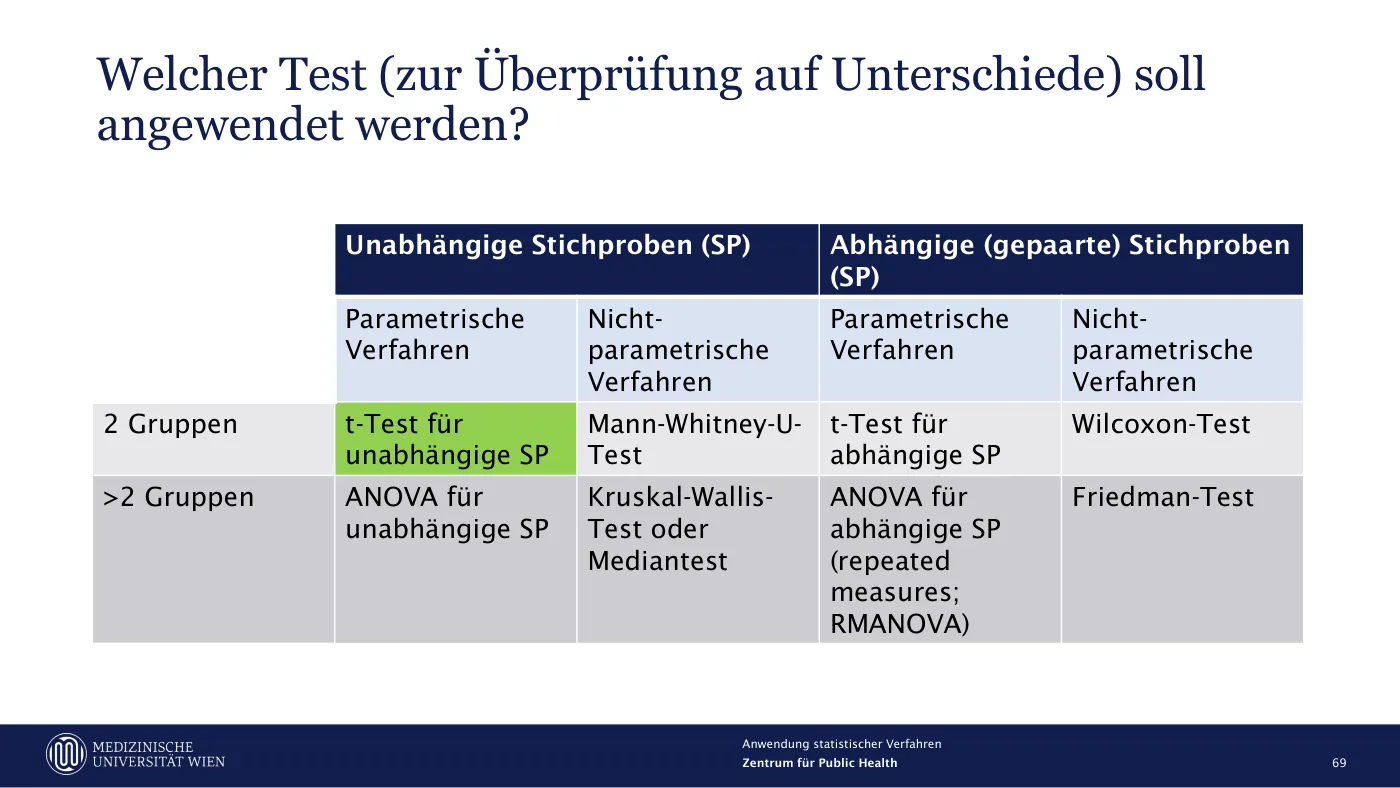 Welcher Test (zur Überprüfung auf Unterschiede) soll
angewendet werden?
Unabhängige Stichproben (SP)
Abhängige (gepaarte) Stichproben
(SP)
Parametrische
Verfahren
Nicht-
parametrische
Verfahren
Parametrische
Verfahren
Nicht-
parametrische
Verfahren
2 Gruppen
t-Test für
unabhängige SP
Mann-Whitney-U-
Test
t-Test für
abhängige SP
Wilcoxon-Test
>2 Gruppen
ANOVA für
unabhängige SP
Kruskal-Wallis-
Test oder
Mediantest
ANOVA für
abhängige SP
(repeated
measures;
RMANOVA)
Friedman-Test
MEDIZINISCHE
UNIVERSITÄT WIEN
Anwendung statistischer Verfahren
Zentrum für Public Health
69